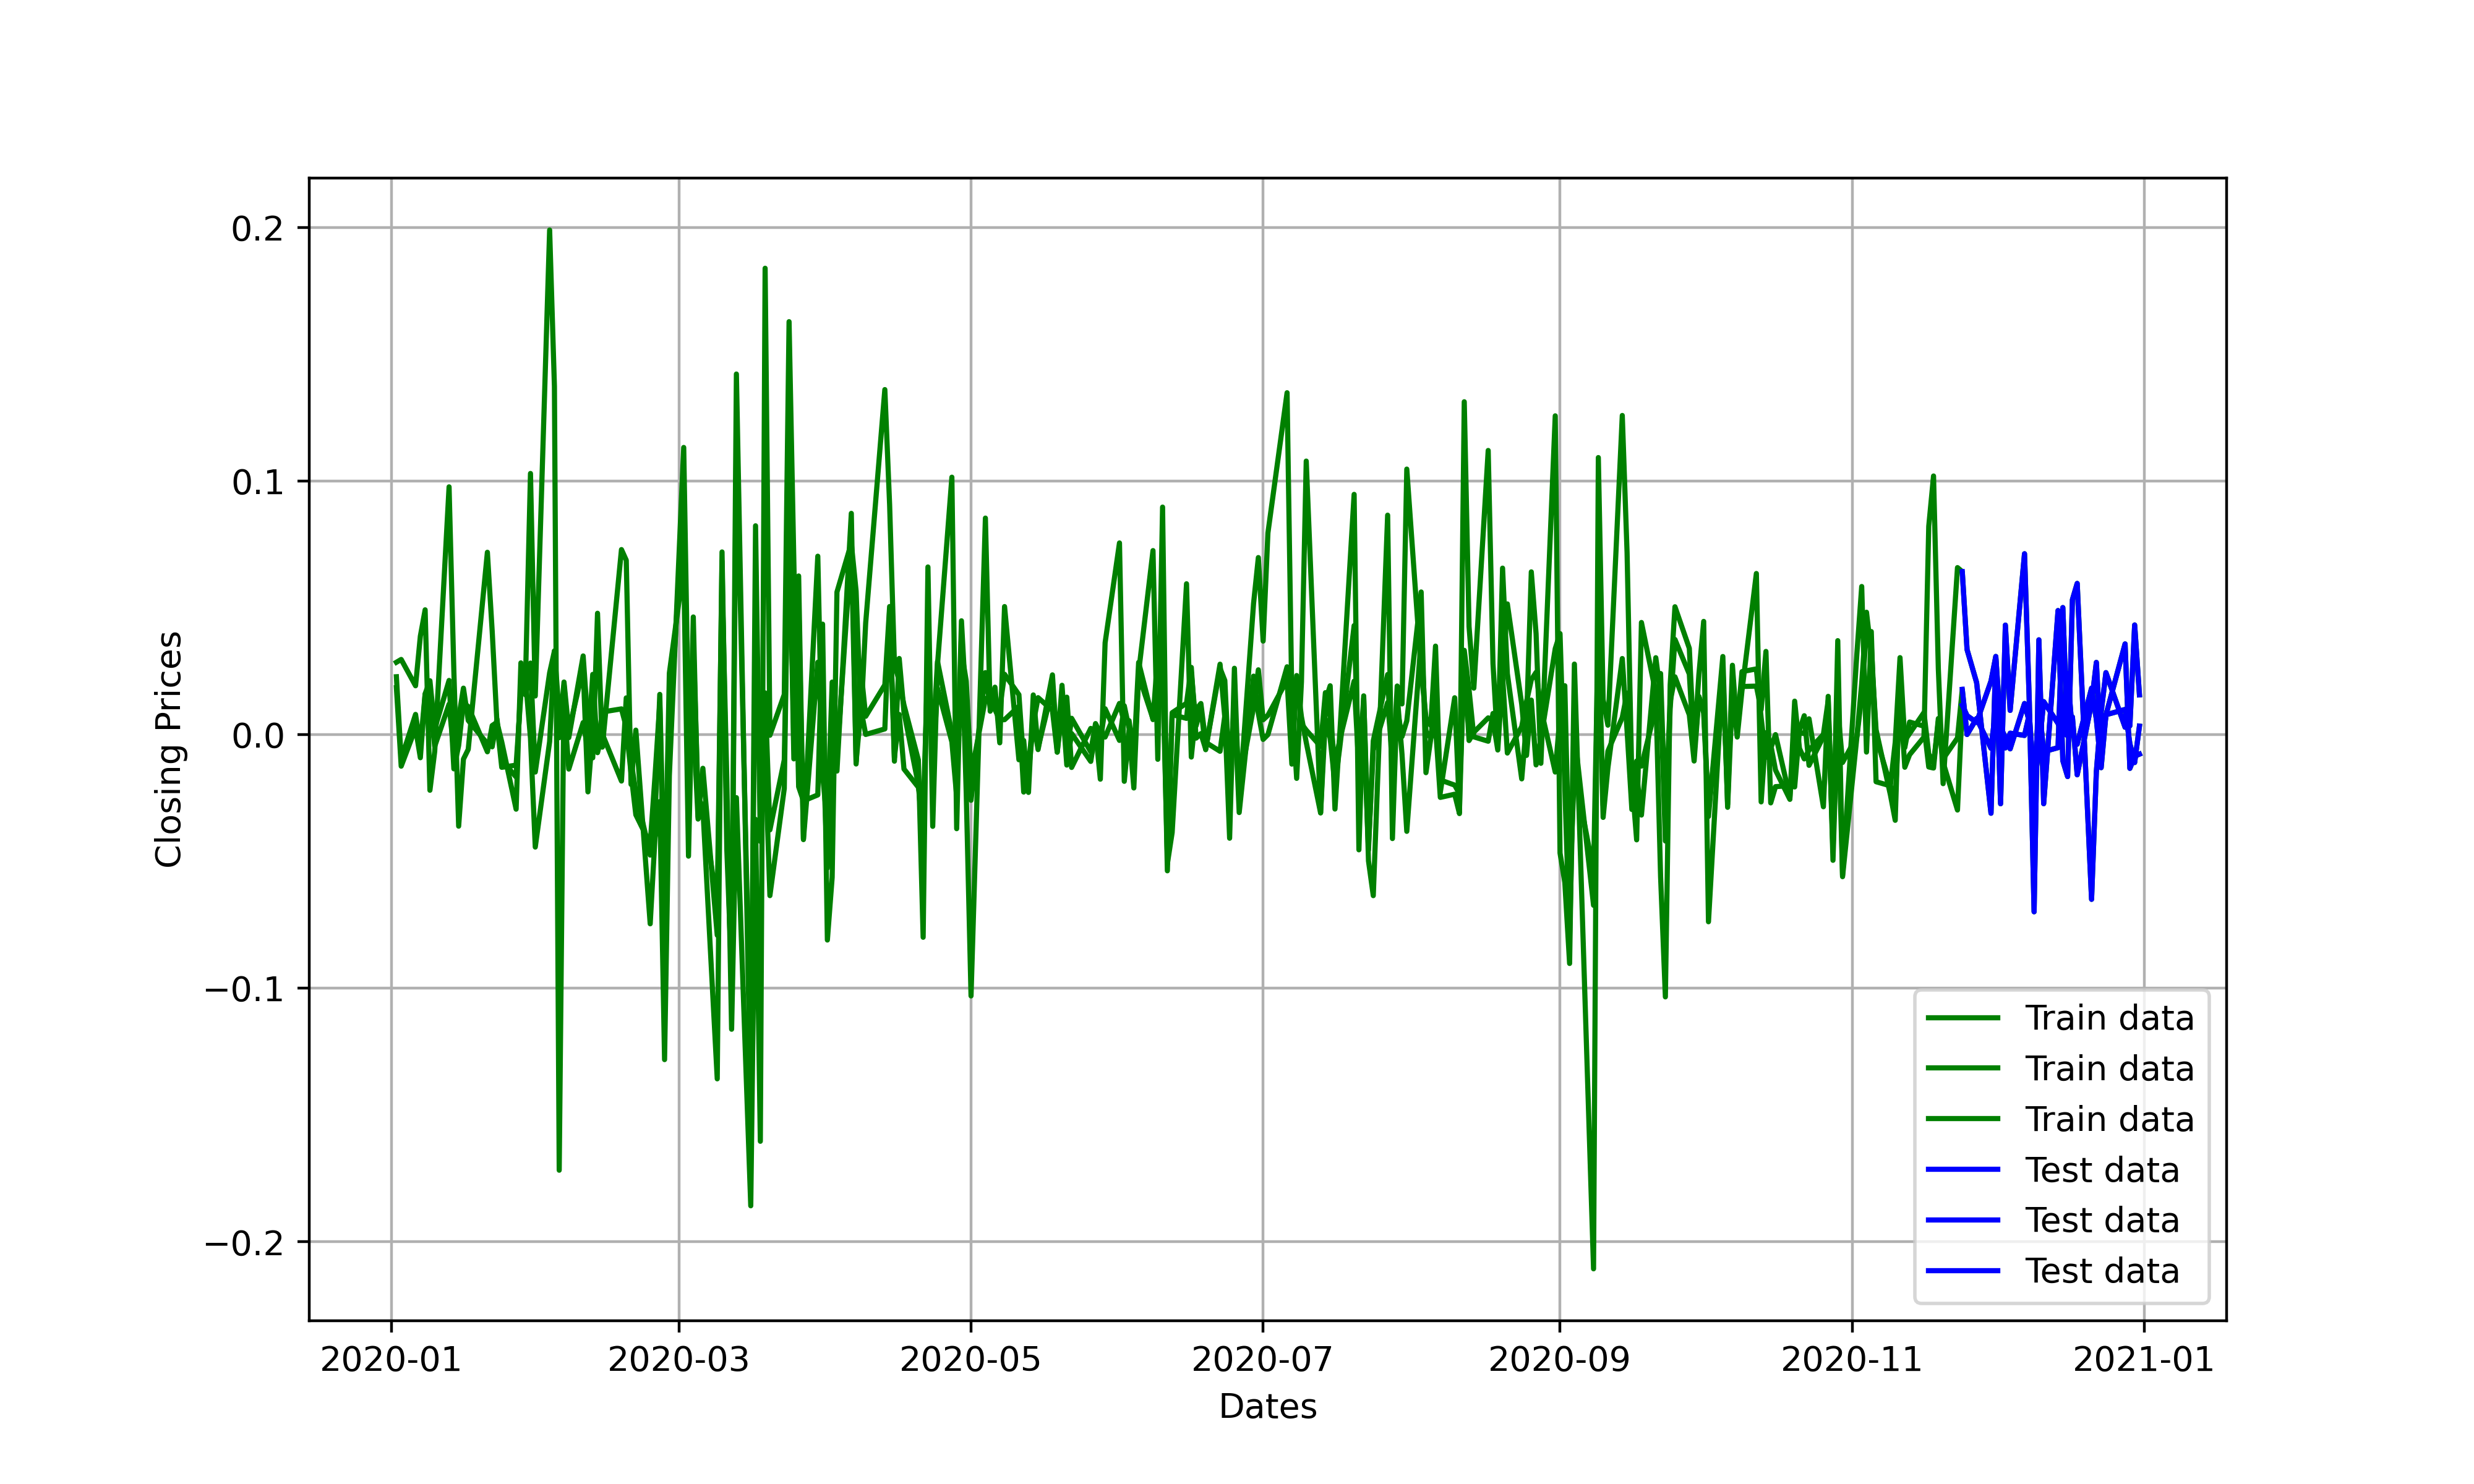 0.2
0.1
0.0
−0.1
−0.2
Closing Prices
Train data
Train data
Train data
Test data
Test data
Test data
2020-01 2020-03 2020-05 2020-07 2020-09 2020-11 2021-01
Dates